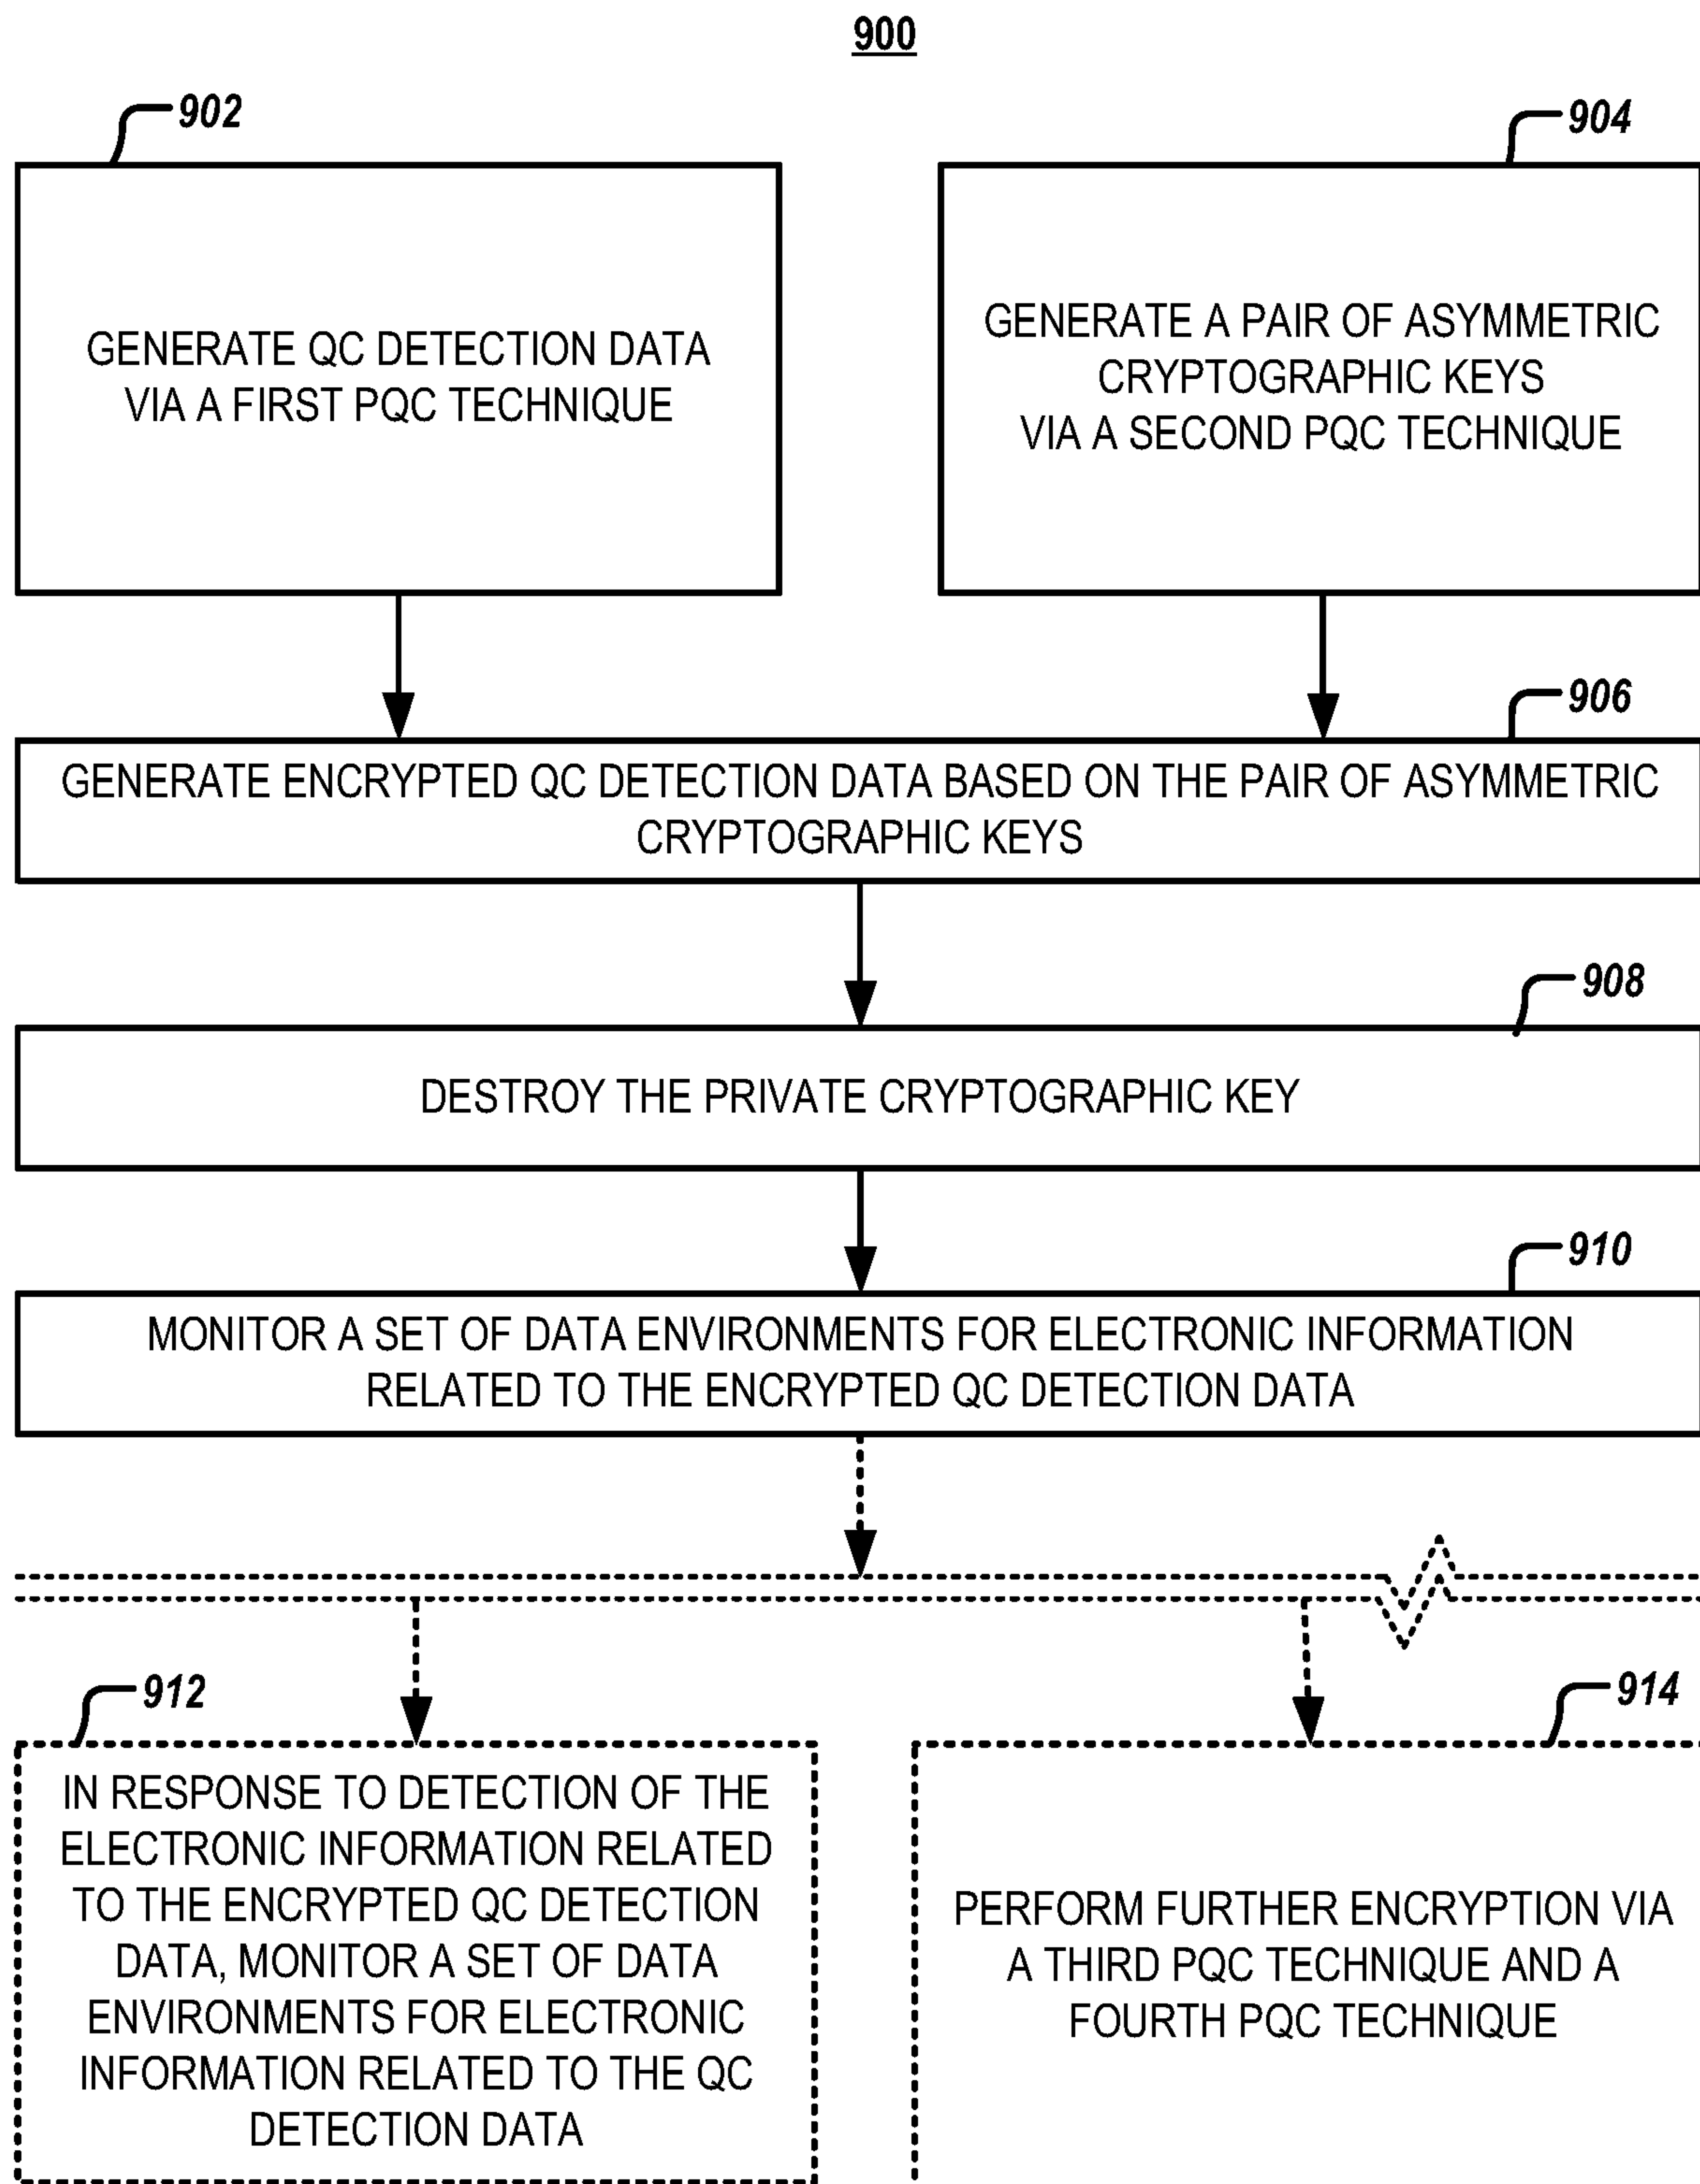 900
902
GENERATE QC DETECTION DATA
VIA A FIRST PQC TECHNIQUE
904
GENERATE A PAIR OF ASYMMETRIC
CRYPTOGRAPHIC KEYS
VIA A SECOND PQC TECHNIQUE
906
GENERATE ENCRYPTED QC DETECTION DATA BASED ON THE PAIR OF ASYMMETRIC
CRYPTOGRAPHIC KEYS
908
DESTROY THE PRIVATE CRYPTOGRAPHIC KEY
910
MONITOR A SET OF DATA ENVIRONMENTS FOR ELECTRONIC INFORMATION
RELATED TO THE ENCRYPTED QC DETECTION DATA
912
IN RESPONSE TO DETECTION OF THE
ELECTRONIC INFORMATION RELATED
TO THE ENCRYPTED QC DETECTION
DATA, MONITOR A SET OF DATA
ENVIRONMENTS FOR ELECTRONIC
INFORMATION RELATED TO THE QC
DETECTION DATA
914
PERFORM FURTHER ENCRYPTION VIA
A THIRD PQC TECHNIQUE AND A
FOURTH PQC TECHNIQUE